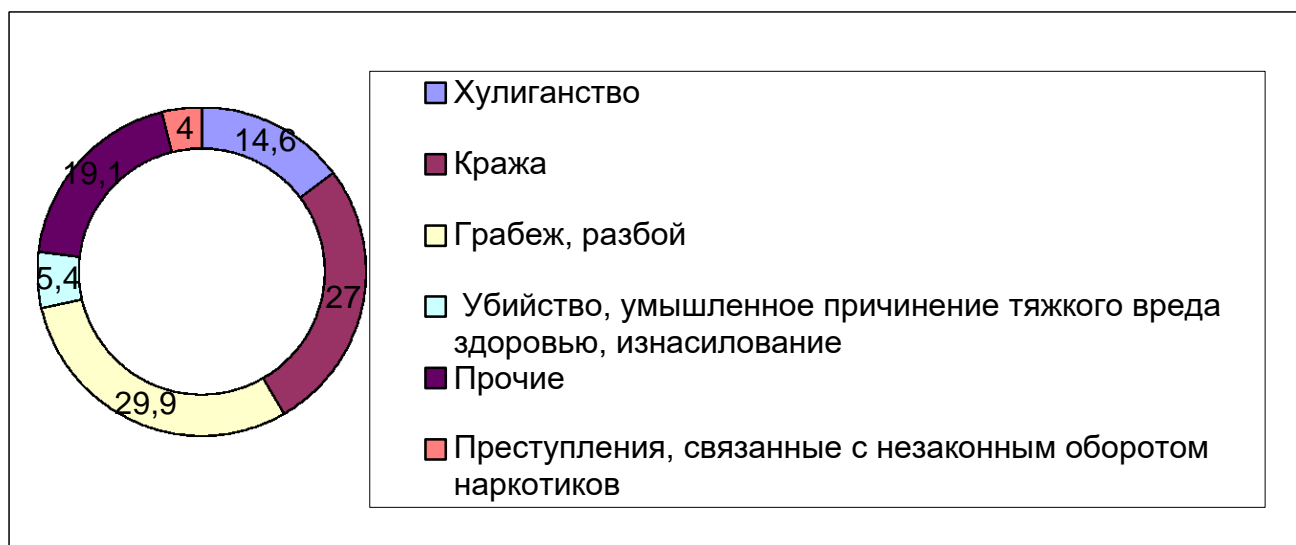 14,6
27
29,9
5,4
19,1
4
Хулиганство
Кража
Грабеж, разбой
Убийство, умышленное причинение тяжкого вреда
здоровью, изнасилование
Прочие
Преступления, связанные с незаконным оборотом
наркотиков